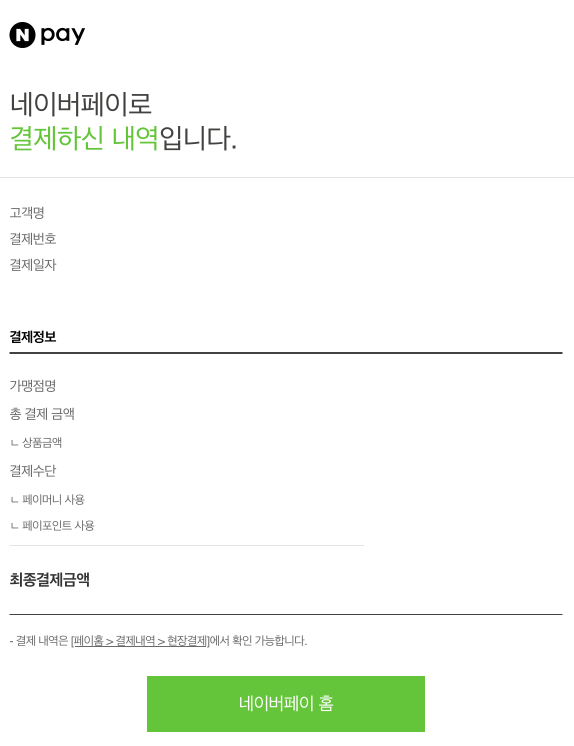 N pay
네이버페이로
결제하신 내역입니다.
고객명
결제번호
결제일자
결제정보
가맹점명
총 결제 금액
ㄴ 상품금액
결제수단
ㄴ 페이머니 사용
ㄴ 페이포인트 사용
최종결제금액
- 결제 내역은 [페이홈 > 결제내역 > 현장결제]에서 확인 가능합니다.
네이버페이 홈